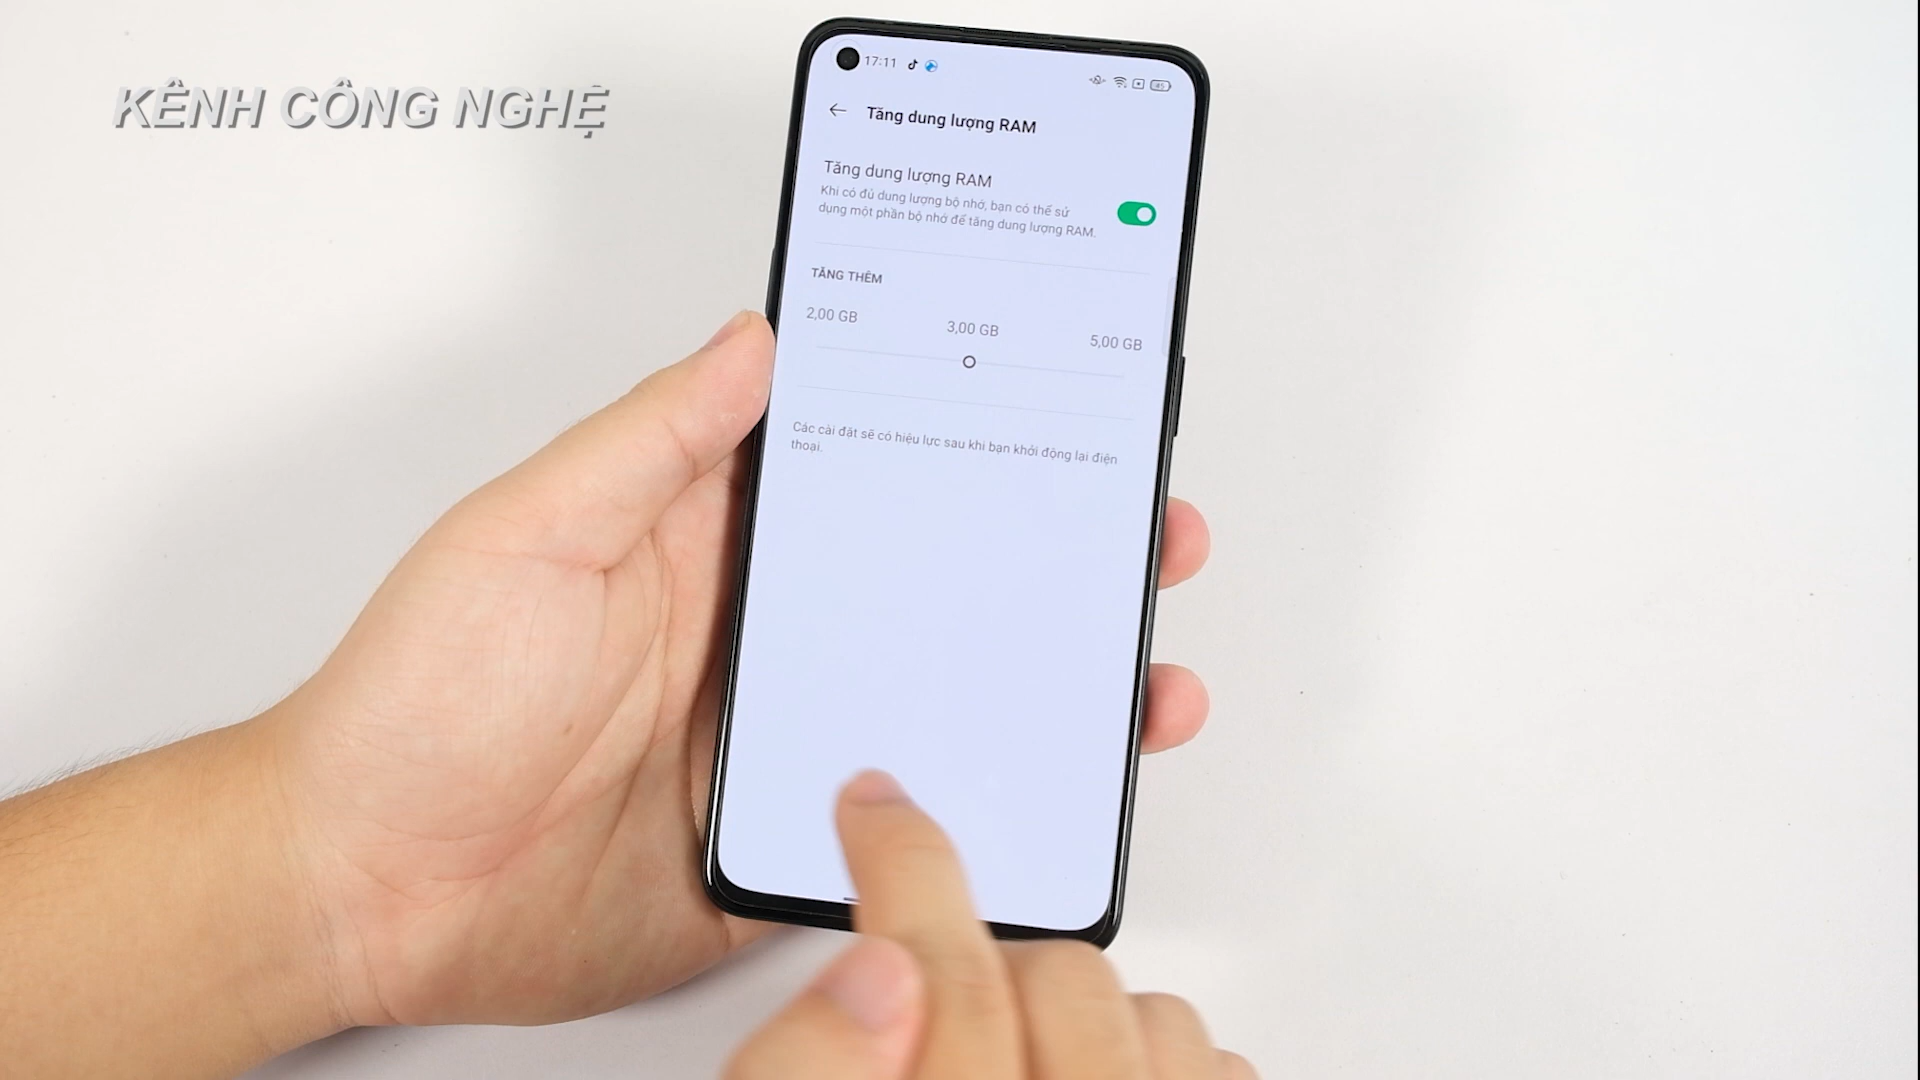 KÊNH CÔNG NGHỆ
17:11
85
Tăng dung lượng RAM
Tăng dung lượng RAM
Khi có đủ dung lượng bộ nhớ, bạn có thể sử
dụng một phần bộ nhớ để tăng dung lượng RAM.
TĂNG THÊM
2,00 GB
3,00 GB
5,00 GB
Các cài đặt sẽ có hiệu lực sau khi bạn khởi động lại điện
thoại.